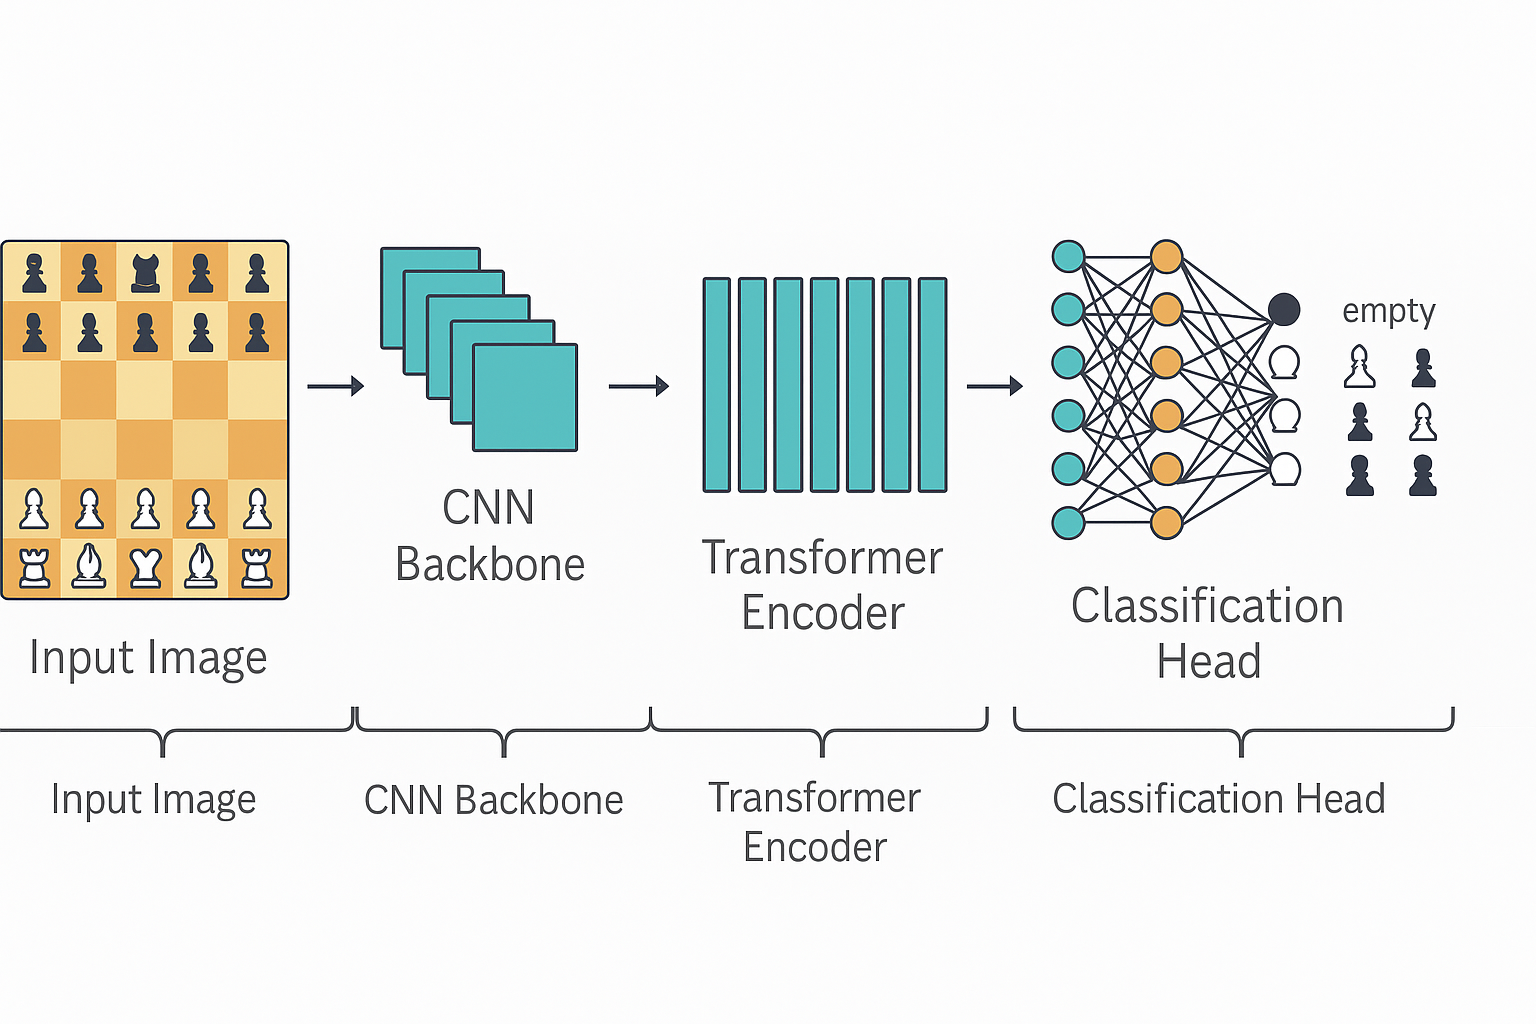 empty
CNN
Backbone
Transformer
Encoder
Classification
Head
Input Image
Input Image
CNN Backbone
Transformer
Encoder
Classification Head